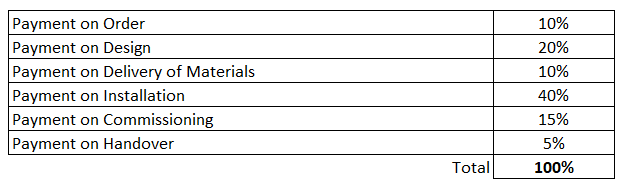 Payment on Order 10%
Payment on Design 20%
Payment on Delivery of Materials 10%
Payment on Installation 40%
Payment on Commissioning 15%
Payment on Handover 5%
Total 100%